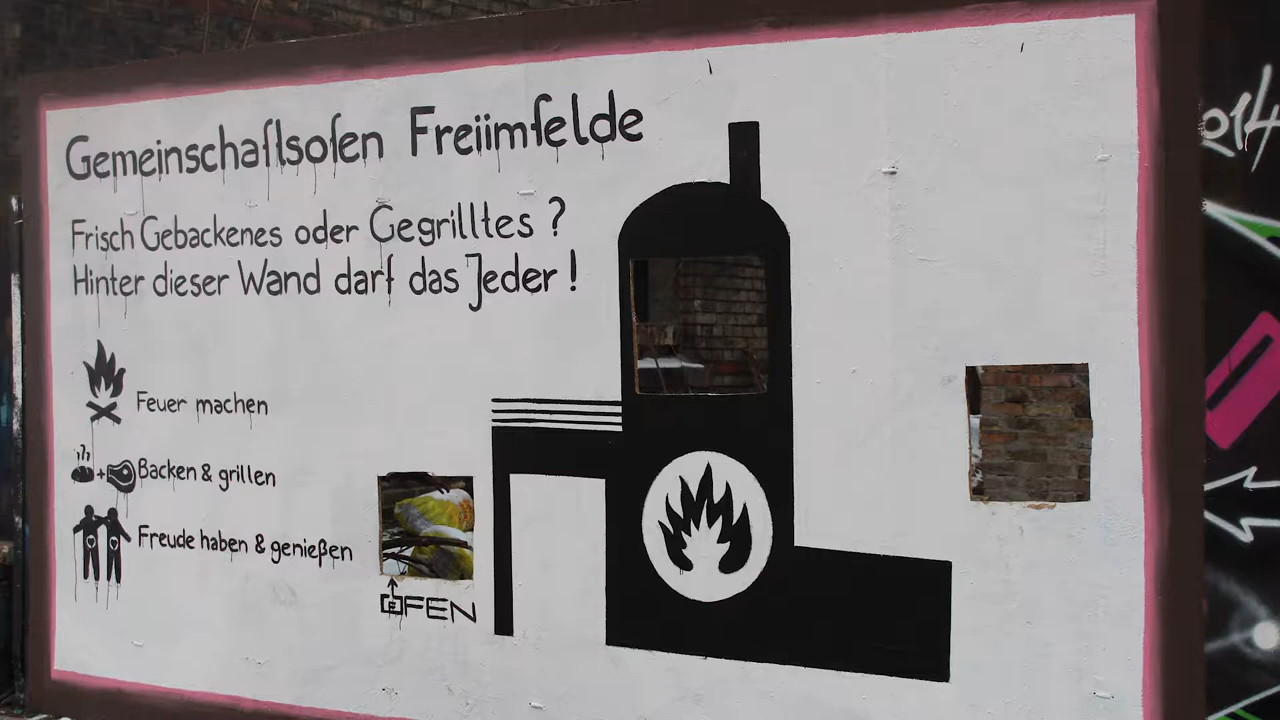 Gemeinschaftsofen Freiimfelde
Frisch Gebackenes oder Gegrilltes ?
Hinter dieser Wand darf das Jeder !
Feuer machen
+
Backen & grillen
Freude haben & genießen
OFEN
014